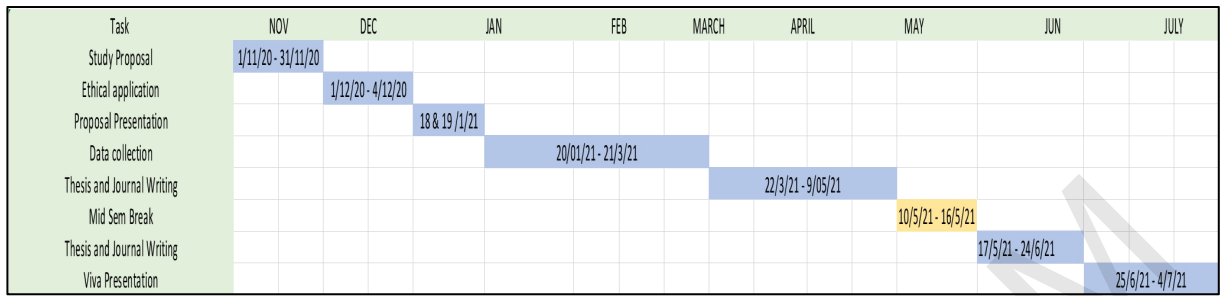 Task NOV DEC JAN FEB MARCH APRIL MAY JUN JULY
Study Proposal 1/11/20 - 31/11/20
Ethical application 1/12/20 - 4/12/20
Proposal Presentation 18 & 19 /1/21
Data collection 20/01/21 - 21/3/21
Thesis and Journal Writing 22/3/21 - 9/05/21
Mid Sem Break 10/5/21 - 16/5/21
Thesis and Journal Writing 17/5/21 - 24/6/21
Viva Presentation 25/6/21 - 4/7/21